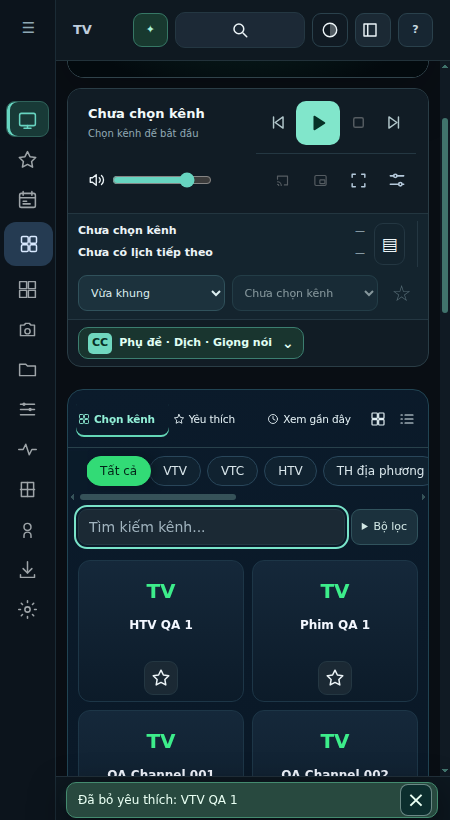 TV
?
Chưa chọn kênh
Chọn kênh để bắt đầu
Chưa chọn kênh —
Chưa có lịch tiếp theo —
Vừa khung
Chưa chọn kênh
CC Phụ đề · Dịch · Giọng nói
Chọn kênh Yêu thích Xem gần đây
Tất cả VTV VTC HTV TH địa phương
Tìm kiếm kênh...
Bộ lọc
TV
HTV QA 1
TV
Phim QA 1
TV
QA Channel 001
TV
QA Channel 002
Đã bỏ yêu thích: VTV QA 1